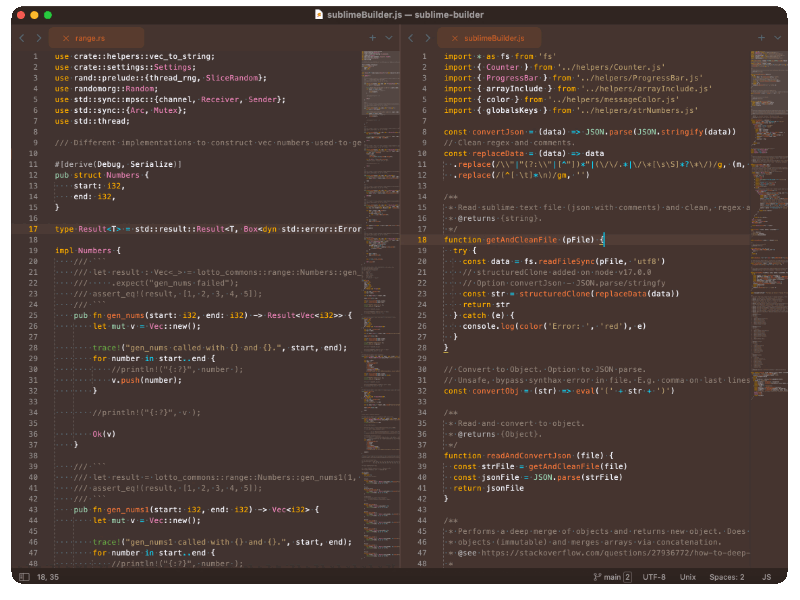 sublimeBuilder.js — sublime-builder
range.rs
1 use crate::helpers::vec_to_string;
2 use crate::settings::Settings;
3 use rand::prelude::{thread_rng, SliceRandom};
4 use randomorg::Random;
5 use std::sync::mpsc::{channel, Receiver, Sender};
6 use std::sync::{Arc, Mutex};
7 use std::thread;
8
9 /// Different implementations to construct vec numbers used to ge
10
11 #[derive(Debug, Serialize)]
12 pub struct Numbers {
13 start: i32,
14 end: i32,
15 }
16
17 type Result<T> = std::result::Result<T, Box<dyn std::error::Error
18
19 impl Numbers {
20 /// ```
21 /// let result : Vec<_> = lotto_commons::range::Numbers::gen_
22 /// .expect("gen_nums failed");
23 /// assert_eq!(result, [1, 2, 3, 4, 5]);
24 /// ```
25 pub fn gen_nums(start: i32, end: i32) -> Result<Vec<i32>> {
26 let mut v = Vec::new();
27
28 trace!("gen_nums called with {} and {}.", start, end);
29 for number in start..end {
30 //println!("{:?}", number );
31 v.push(number);
32 }
33
34 //println!("{:?}", v );
35
36 Ok(v)
37 }
38
39 /// ```
40 /// let result = lotto_commons::range::Numbers::gen_nums1(1,
41 /// assert_eq!(result, [1, 2, 3, 4, 5]);
42 /// ```
43 pub fn gen_nums1(start: i32, end: i32) -> Vec<i32> {
44 let mut v = Vec::new();
45
46 trace!("gen_nums1 called with {} and {}.", start, end);
47 for number in start..end {
48 //println!("{:?}", number );
sublimeBuilder.js
1 import * as fs from 'fs'
2 import { Counter } from '../helpers/Counter.js'
3 import { ProgressBar } from '../helpers/ProgressBar.js'
4 import { arrayInclude } from '../helpers/arrayInclude.js'
5 import { color } from '../helpers/messageColor.js'
6 import { globalsKeys } from '../helpers/strNumbers.js'
7
8 const convertJson = (data) => JSON.parse(JSON.stringify(data))
9 // Clean regex and comments.
10 const replaceData = (data) => data
11 .replace(/\\"|"(?:\\"|[^"])*"|(\/\/.*|\/\*[\s\S]*?\*\/)/g, (m,
12 .replace(/(^[ \t]*\n)/gm, '')
13
14 /**
15 * Read sublime text file (json with comments) and clean, regex a
16 * @returns {string}.
17 */
18 function getAndCleanFile (pFile) {
19 try {
20 const data = fs.readFileSync(pFile, 'utf8')
21 // structuredClone added on node v17.0.0
22 // Option convertJson - JSON.parse/stringfy
23 const str = structuredClone(replaceData(data))
24 return str
25 } catch (e) {
26 console.log(color('Error: ', 'red'), e)
27 }
28 }
29
30 // Convert to Object. Option to JSON parse.
31 // Unsafe, bypass synthax error in file. E.g. comma on last lines
32 const convertObj = (str) => eval('(' + str + ')')
33
34 /**
35 * Read and convert to object.
36 * @returns {Object}.
37 */
38 function readAndConvertJson (file) {
39 const strFile = getAndCleanFile(file)
40 const jsonFile = JSON.parse(strFile)
41 return jsonFile
42 }
43
44 /**
45 * Performs a deep merge of objects and returns new object. Does
46 * objects (immutable) and merges arrays via concatenation.
47 * @see https://stackoverflow.com/questions/27936772/how-to-deep-
48 *
18, 35
main 2 UTF-8 Unix Spaces: 2 JS